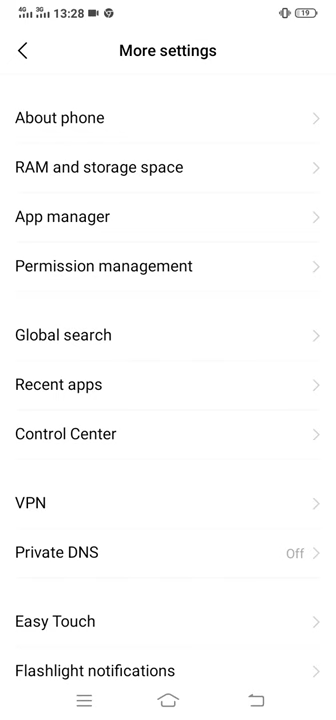 4G 3G 13:28 19
More settings
About phone
RAM and storage space
App manager
Permission management
Global search
Recent apps
Control Center
VPN
Private DNS Off
Easy Touch
Flashlight notifications